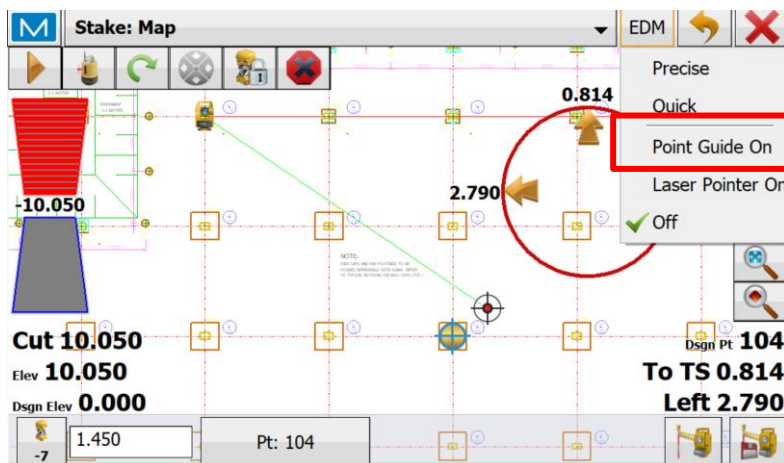 Stake: Map
EDM
Precise
Quick
Point Guide On
Laser Pointer On
Off
0.814
2.790
-10.050
NOTE:
Cut 10.050
Elev 10.050
Dsgn Elev 0.000
Dsgn Pt 104
To TS 0.814
Left 2.790
-7
1.450
Pt: 104